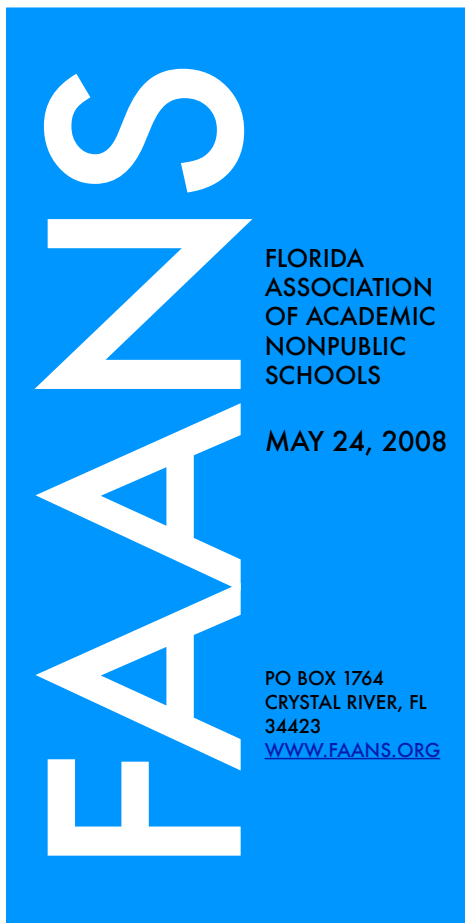 FAANS
FLORIDA
ASSOCIATION
OF ACADEMIC
NONPUBLIC
SCHOOLS
MAY 24, 2008
PO BOX 1764
CRYSTAL RIVER, FL
34423
WWW.FAANS.ORG